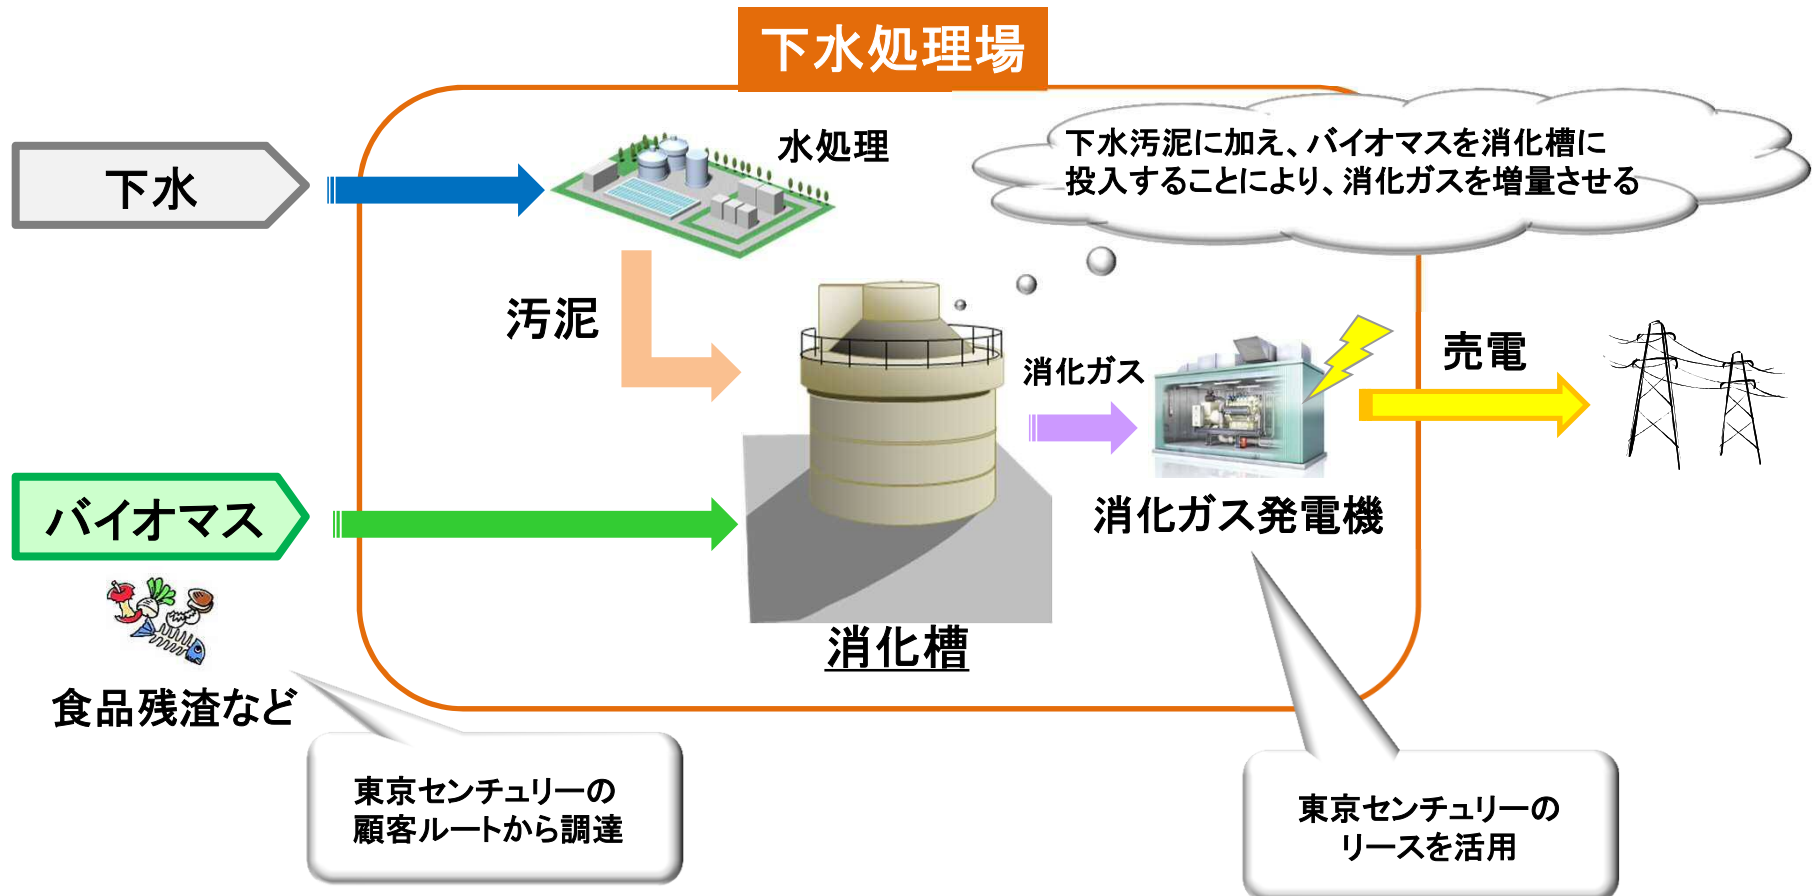 下水処理場
下水
水処理
下水汚泥に加え、バイオマスを消化槽に
投入することにより、消化ガスを増量させる
汚泥
消化ガス
売電
バイオマス
消化ガス発電機
消化槽
食品残渣など
東京センチュリーの
顧客ルートから調達
東京センチュリーの
リースを活用